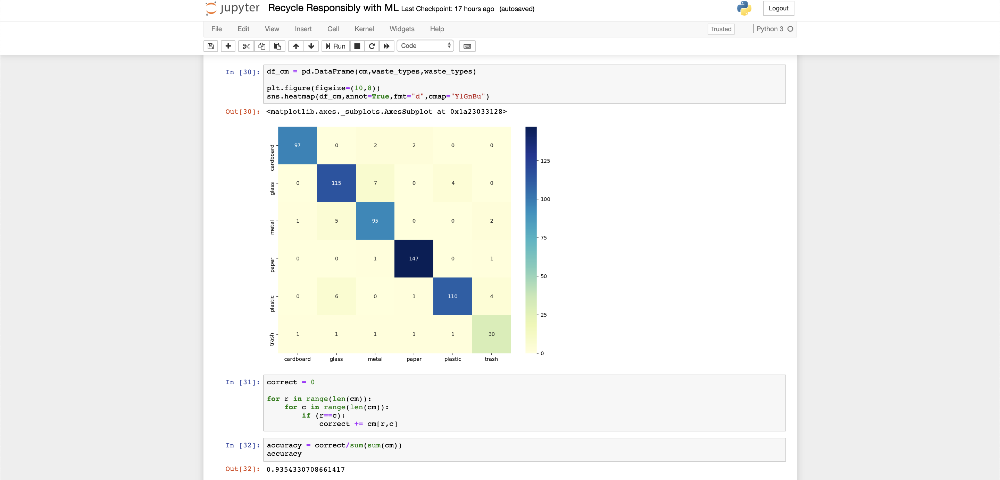 jupyter Recycle Responsibly with ML Last Checkpoint: 17 hours ago (autosaved)
Logout
File Edit View Insert Cell Kernel Widgets Help
Trusted
Python 3
Run
Code
In [30]:
df_cm = pd.DataFrame(cm,waste_types,waste_types)
plt.figure(figsize=(10,8))
sns.heatmap(df_cm,annot=True,fmt="d",cmap="YlGnBu")
Out[30]: <matplotlib.axes._subplots.AxesSubplot at 0x1a23033128>
cardboard 97 0 2 2 0 0
glass 0 115 7 0 4 0
metal 1 5 95 0 0 2
paper 0 0 1 147 0 1
plastic 0 6 0 1 110 4
trash 1 1 1 1 1 30
cardboard glass metal paper plastic trash
125
100
75
50
25
0
In [31]:
correct = 0
for r in range(len(cm)):
for c in range(len(cm)):
if (r==c):
correct += cm[r,c]
In [32]:
accuracy = correct/sum(sum(cm))
accuracy
Out[32]: 0.9354330708661417